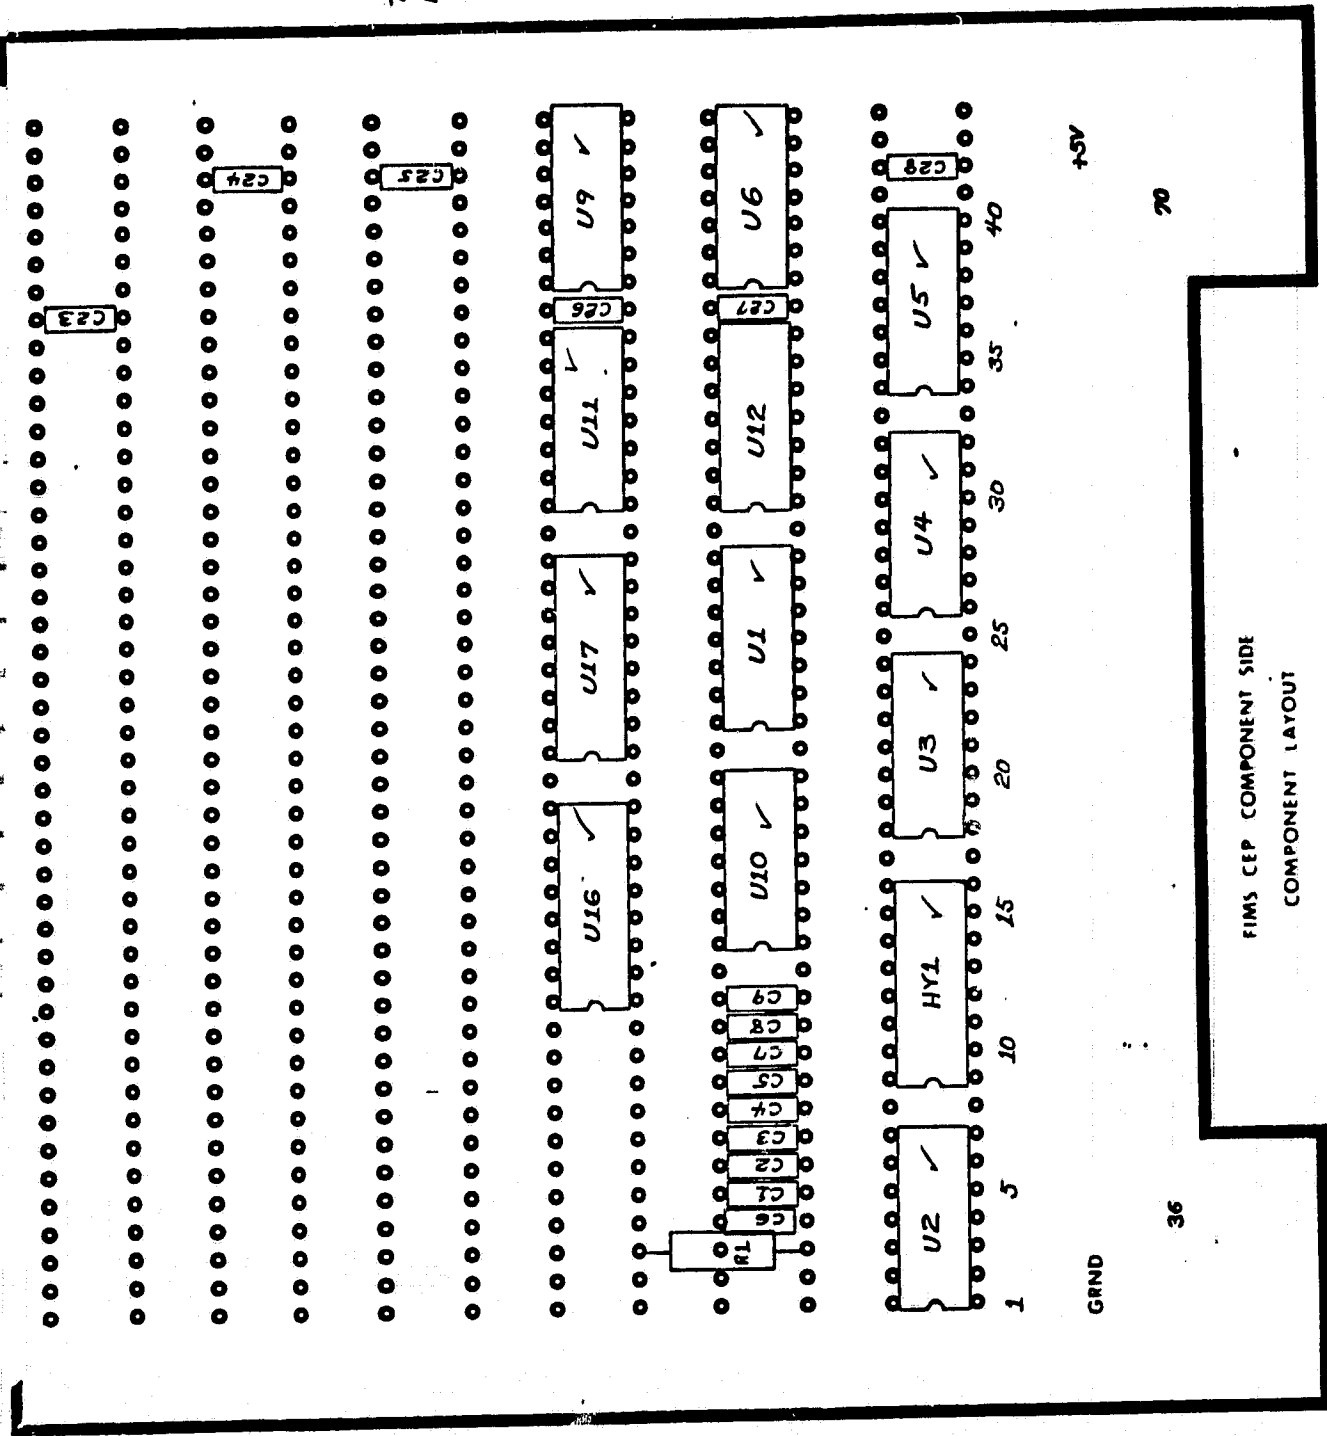 C23
C24
C25
U9 ✓
C26
U11 ✓
U17 ✓
U16 ✓
U6 ✓
C27
U12
U1 ✓
U10 ✓
C9
C8
C7
C5
C4
C3
C2
C1
C6
R1
C28
U5 ✓
U4 ✓
U3 ✓
HY1 ✓
U2 ✓
40
35
30
25
20
15
10
5
1
+5V
GRND
70
36
FIMS CEP COMPONENT SIDE
COMPONENT LAYOUT